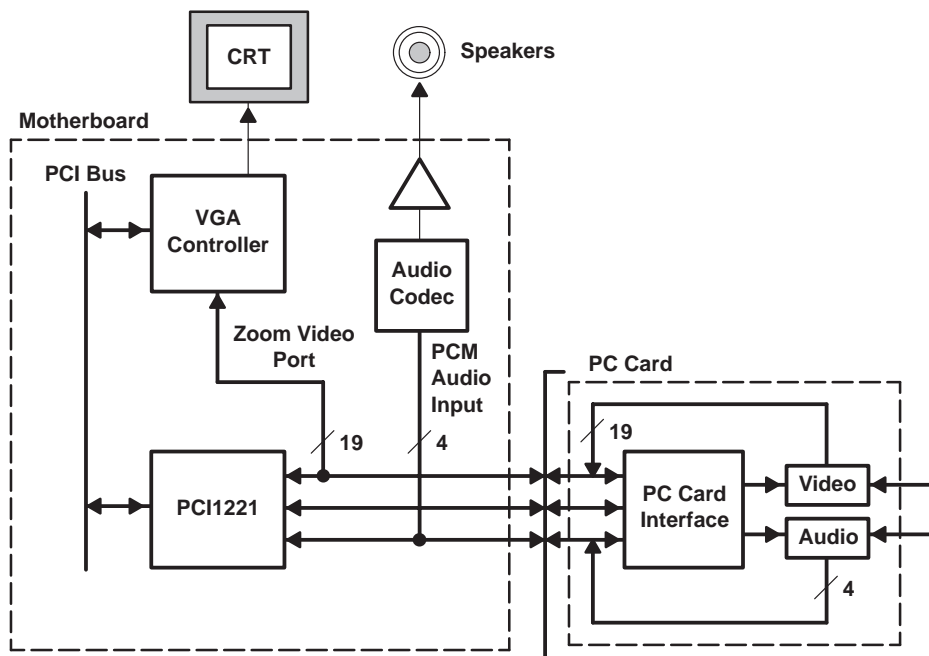 CRT
Speakers
Motherboard
PCI Bus
VGA
Controller
Audio
Codec
Zoom Video
Port
PCM
Audio
Input
PC Card
19
4
19
PCI1221
PC Card
Interface
Video
Audio
4